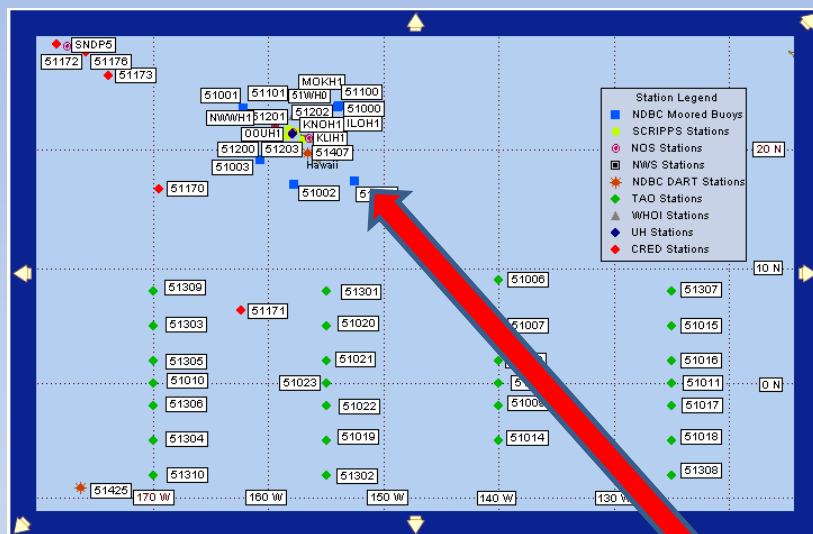 SNDP5
51172
51176
51173
MOKH1
51001
51101
51WH0
51100
NWWH1
51201
51202
51000
OOUH1
KNOH1
ILOH1
KLIH1
51200
51203
51407
Hawaii
51003
51170
51002
Station Legend
NDBC Moored Buoys
SCRIPPS Stations
NOS Stations
NWS Stations
NDBC DART Stations
TAO Stations
WHOI Stations
UH Stations
CRED Stations
20 N
10 N
51309
51301
51006
51307
51171
51303
51020
51007
51015
51305
51021
51016
51010
51023
51011
0 N
51306
51022
51017
51304
51019
51014
51018
51310
51302
51308
51425
170 W
160 W
150 W
140 W
130 W